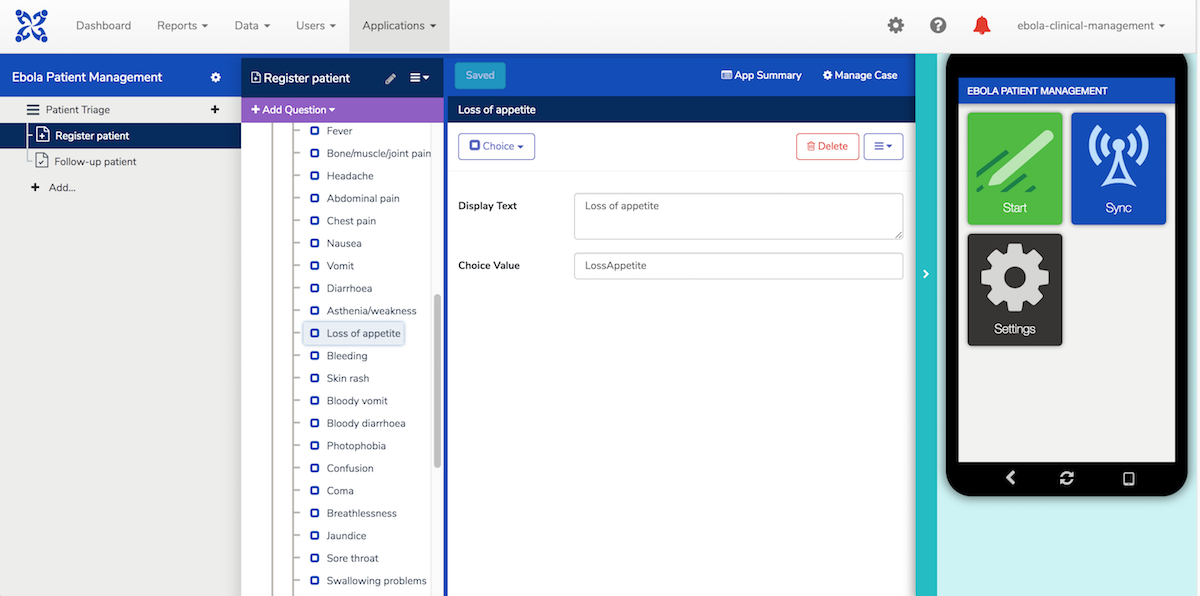 Dashboard Reports Data Users Applications ebola-clinical-management
Ebola Patient Management
Patient Triage
Register patient
Follow-up patient
Add...
Register patient
Add Question
Fever
Bone/muscle/joint pain
Headache
Abdominal pain
Chest pain
Nausea
Vomit
Diarrhoea
Asthenia/weakness
Loss of appetite
Bleeding
Skin rash
Bloody vomit
Bloody diarrhoea
Photophobia
Confusion
Coma
Breathlessness
Jaundice
Sore throat
Swallowing problems
Saved
App Summary
Manage Case
Loss of appetite
Choice
Delete
Display Text
Loss of appetite
Choice Value
LossAppetite
EBOLA PATIENT MANAGEMENT
Start
Sync
Settings